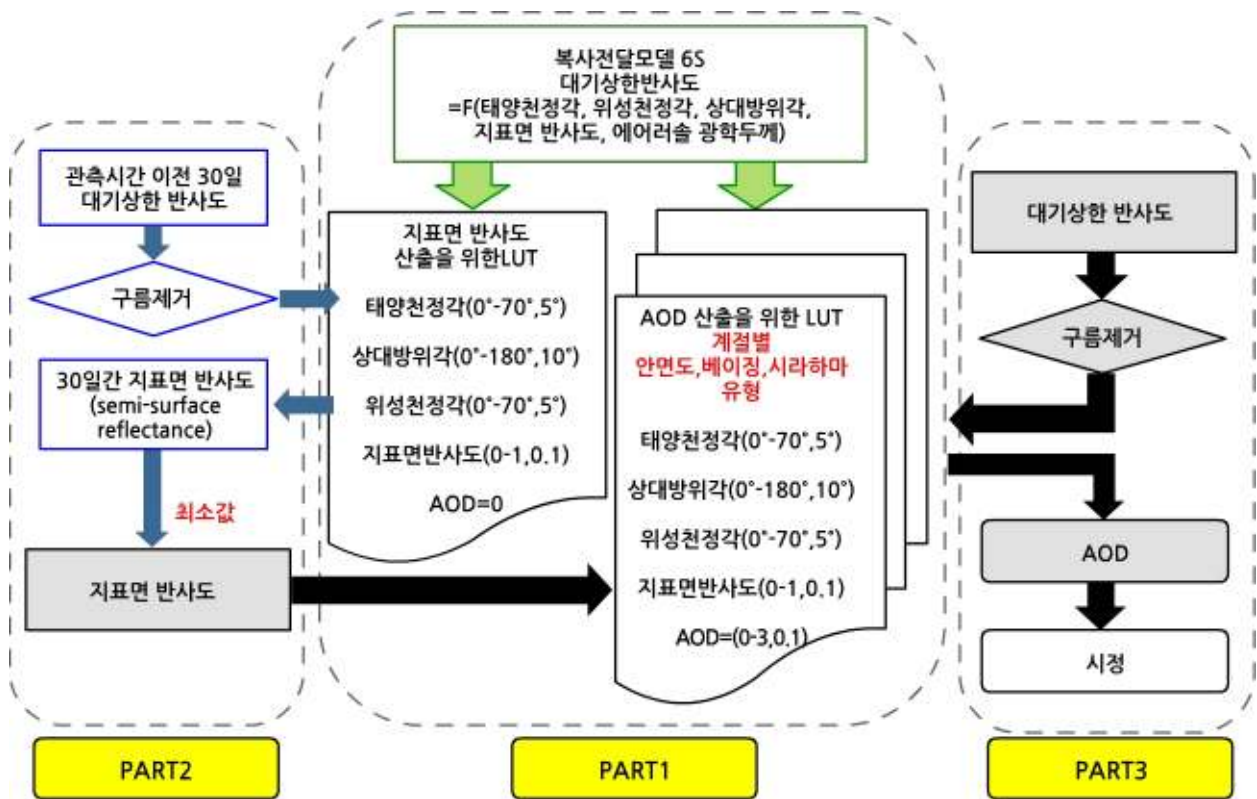 복사전달모델 6S
대기상한반사도
=F(태양천정각, 위성천정각, 상대방위각,
지표면 반사도, 에어러솔 광학두께)
관측시간 이전 30일
대기상한 반사도
구름제거
30일간 지표면 반사도
(semi-surface
reflectance)
최소값
지표면 반사도
PART2
지표면 반사도
산출을 위한LUT
태양천정각(0°-70°,5°)
상대방위각(0°-180°,10°)
위성천정각(0°-70°,5°)
지표면반사도(0-1,0.1)
AOD=0
AOD 산출을 위한 LUT
계절별
안면도,베이징,시라하마
유형
태양천정각(0°-70°,5°)
상대방위각(0°-180°,10°)
위성천정각(0°-70°,5°)
지표면반사도(0-1,0.1)
AOD=(0-3,0.1)
PART1
대기상한 반사도
구름제거
AOD
시정
PART3